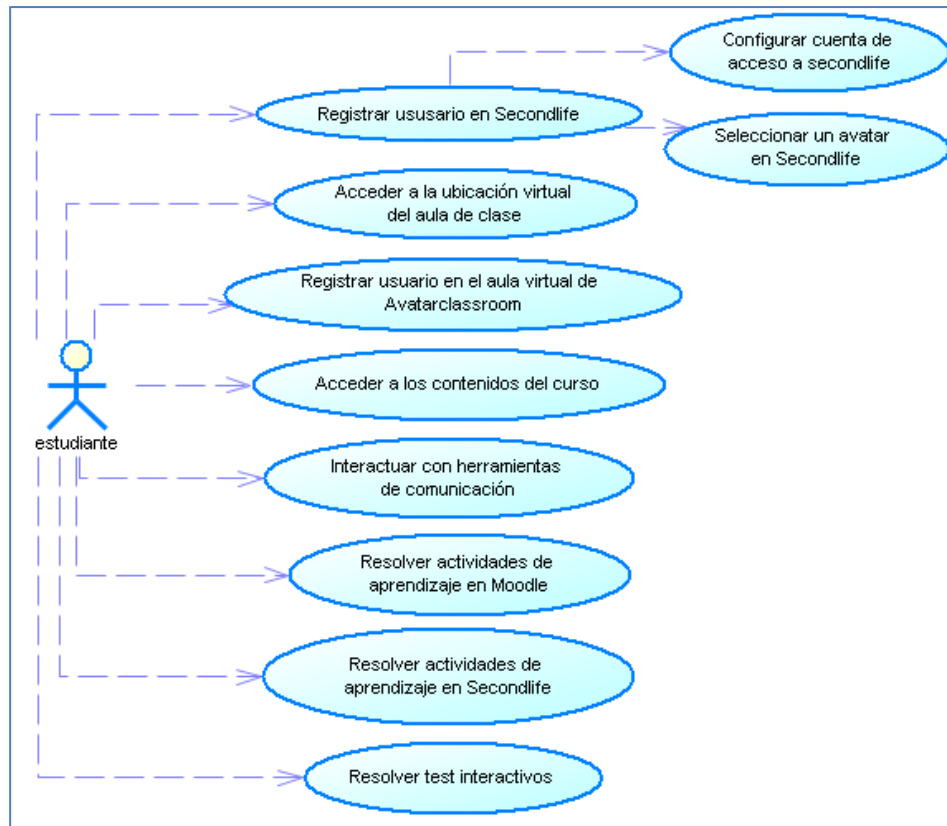 Configurar cuenta de
acceso a secondlife
Registrar ususario en Secondlife
Seleccionar un avatar
en Secondlife
Acceder a la ubicación virtual
del aula de clase
Registrar usuario en el aula virtual de
Avatarclassroom
Acceder a los contenidos del curso
estudiante
Interactuar con herramientas
de comunicación
Resolver actividades de
aprendizaje en Moodle
Resolver actividades de
aprendizaje en Secondlife
Resolver test interactivos